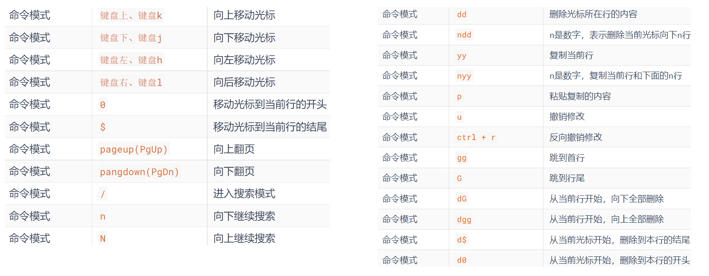 命令模式 键盘上、键盘k 向上移动光标
命令模式 键盘下、键盘j 向下移动光标
命令模式 键盘左、键盘h 向左移动光标
命令模式 键盘右、键盘l 向后移动光标
命令模式 0 移动光标到当前行的开头
命令模式 $ 移动光标到当前行的结尾
命令模式 pageup(PgUp) 向上翻页
命令模式 pangdown(PgDn) 向下翻页
命令模式 / 进入搜索模式
命令模式 n 向下继续搜索
命令模式 N 向上继续搜索
命令模式 dd 删除光标所在行的内容
命令模式 ndd n是数字，表示删除当前光标向下n行
命令模式 yy 复制当前行
命令模式 nyy n是数字，复制当前行和下面的n行
命令模式 p 粘贴复制的内容
命令模式 u 撤销修改
命令模式 ctrl + r 反向撤销修改
命令模式 gg 跳到首行
命令模式 G 跳到行尾
命令模式 dG 从当前行开始，向下全部删除
命令模式 dgg 从当前行开始，向上全部删除
命令模式 d$ 从当前光标开始，删除到本行的结尾
命令模式 d0 从当前光标开始，删除到本行的开头